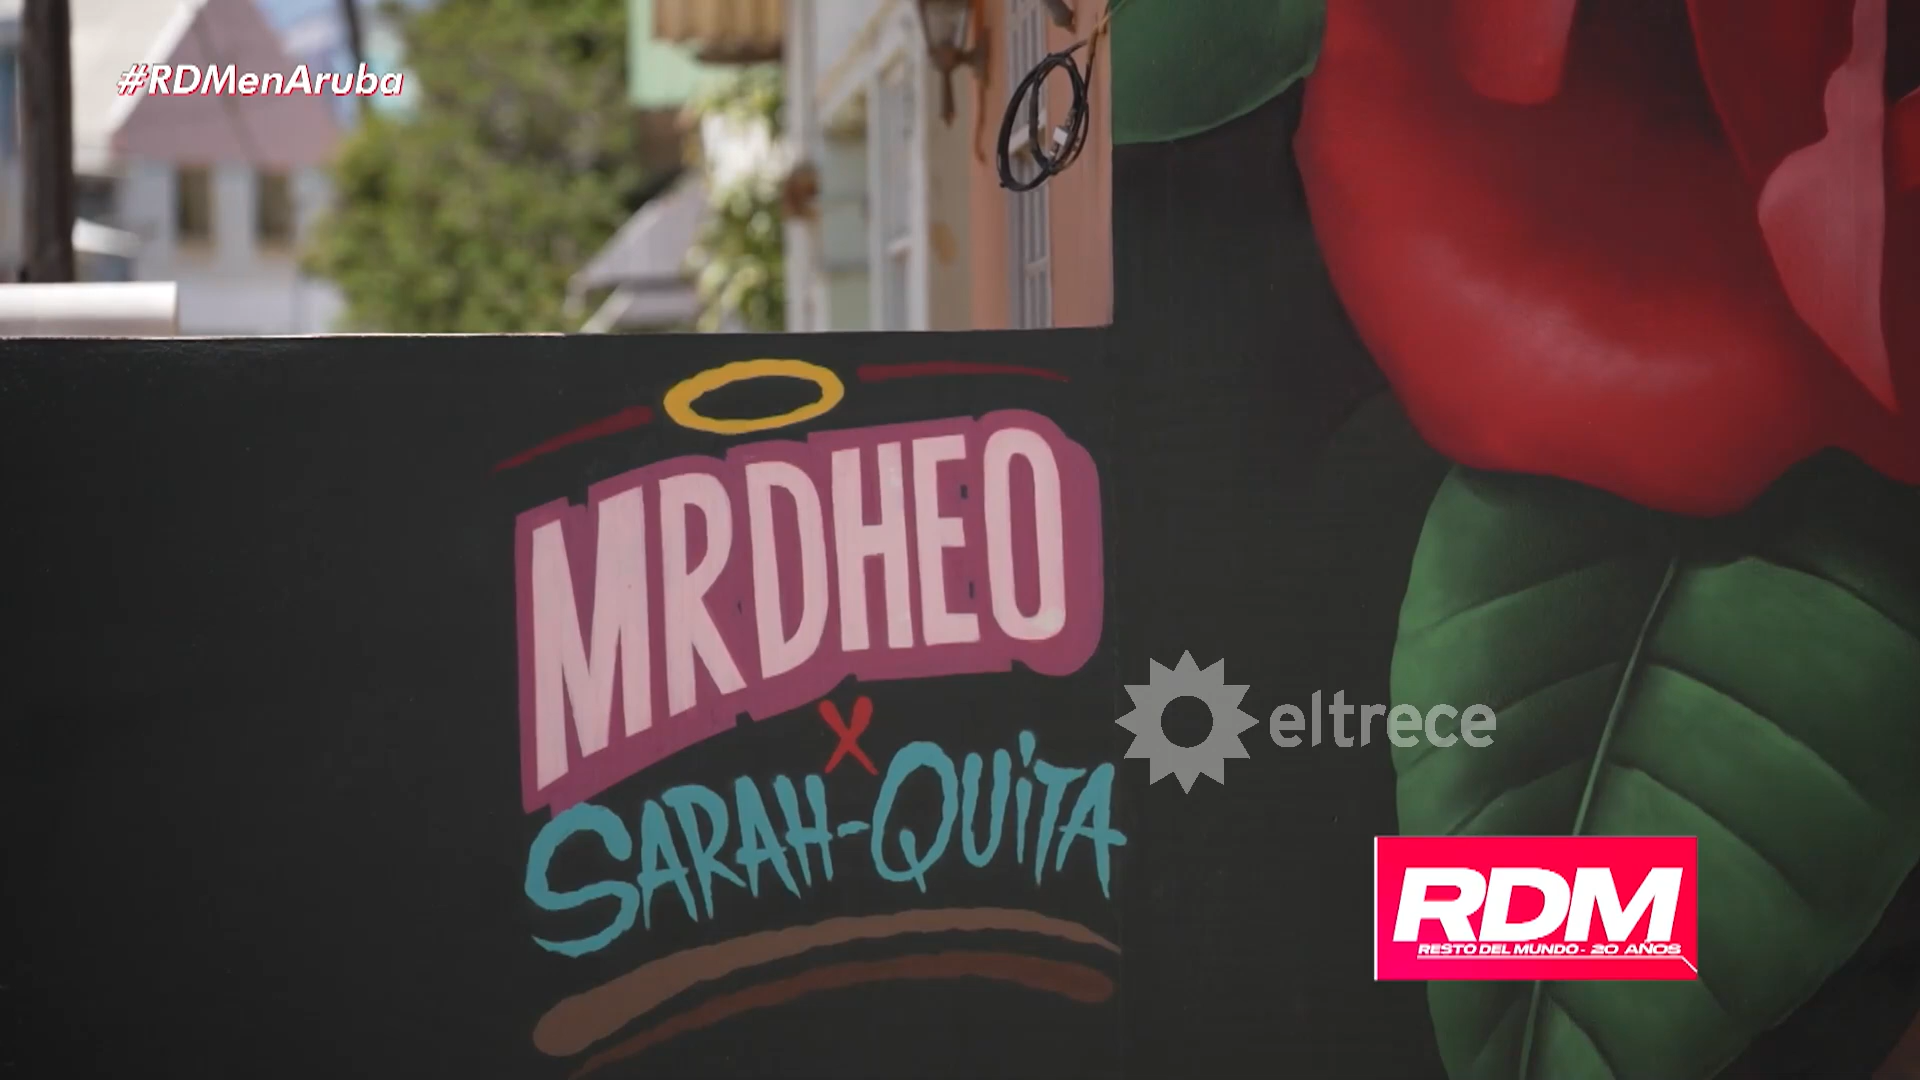 #RDMenAruba
MRDHEO
X
SARAH-QUiTA
eltrece
RDM
RESTO DEL MUNDO - 20 AÑOS